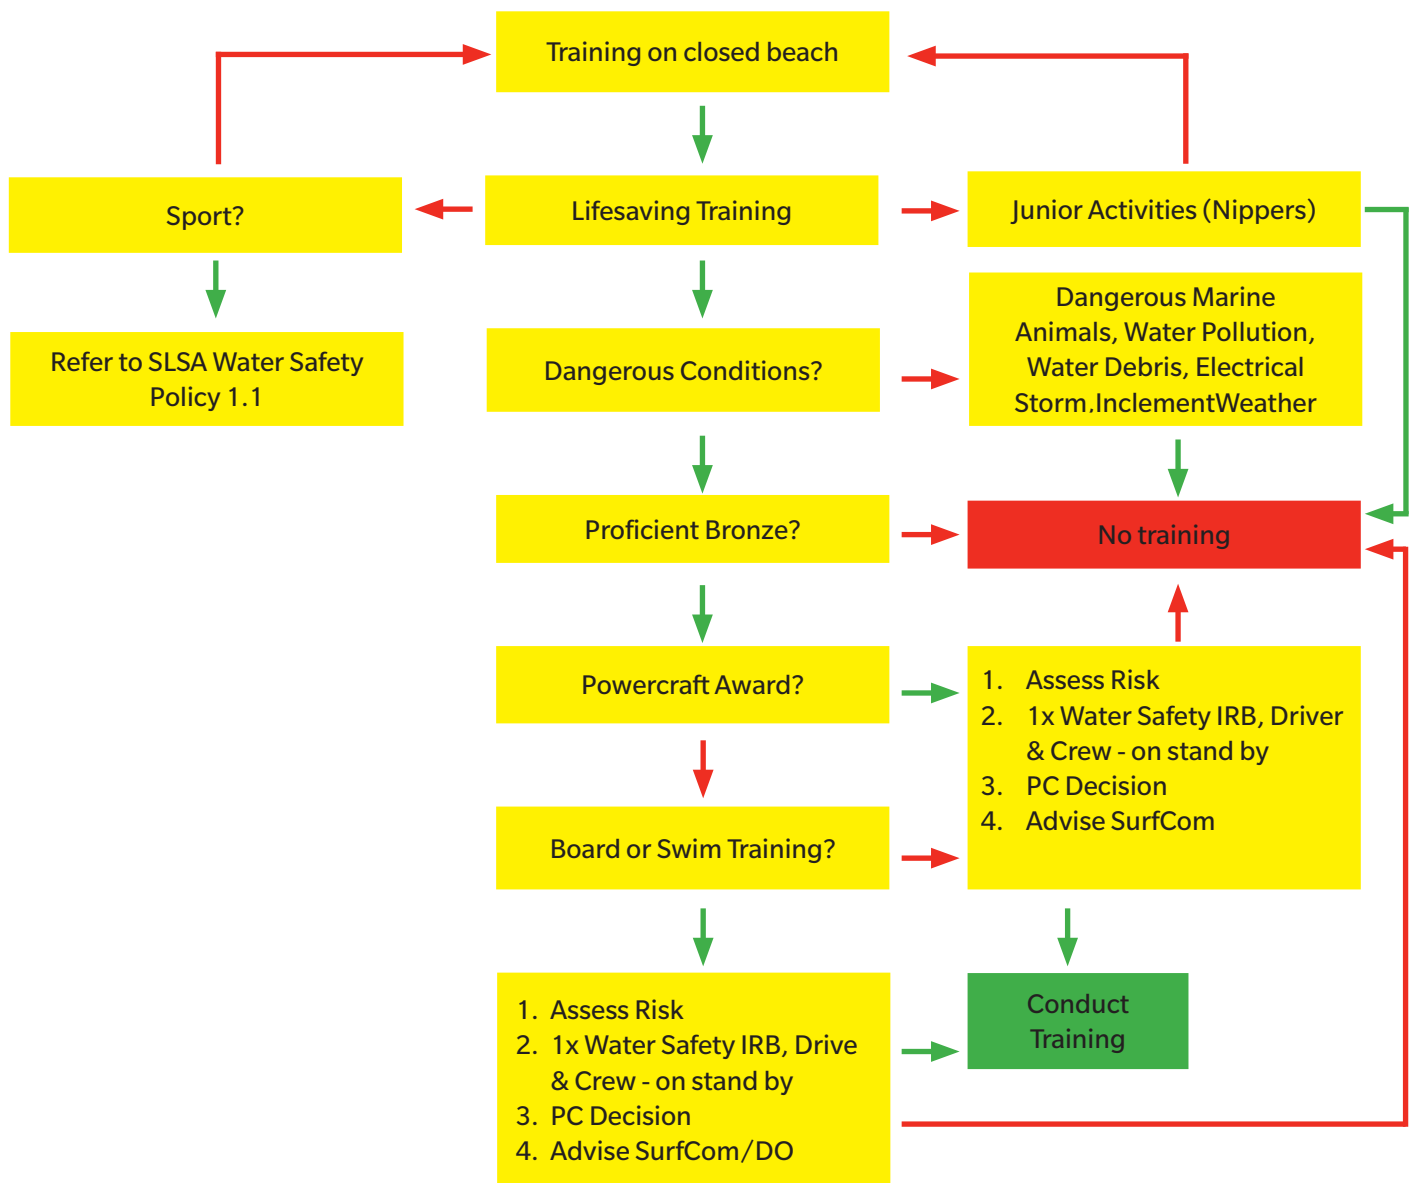 Training on closed beach
Sport?
Lifesaving Training
Junior Activities (Nippers)
Refer to SLSA Water Safety
Policy 1.1
Dangerous Conditions?
Dangerous Marine
Animals, Water Pollution,
Water Debris, Electrical
Storm,InclementWeather
Proficient Bronze?
No training
Powercraft Award?
1. Assess Risk
2. 1x Water Safety IRB, Driver
& Crew - on stand by
3. PC Decision
4. Advise SurfCom
Board or Swim Training?
1. Assess Risk
2. 1x Water Safety IRB, Drive
& Crew - on stand by
3. PC Decision
4. Advise SurfCom/DO
Conduct
Training